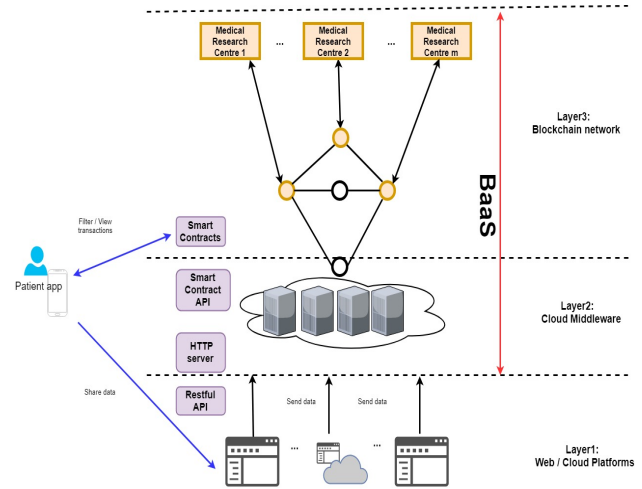 Medical
Research
Centre 1
...
Medical
Research
Centre 2
...
Medical
Research
Centre m
Layer3:
Blockchain network
BaaS
Filter / View
transactions
Smart
Contracts
Patient app
Smart
Contract
API
Layer2:
Cloud Middleware
HTTP
server
Share data
Restful
API
Send data
Send data
...
...
Layer1:
Web / Cloud Platforms